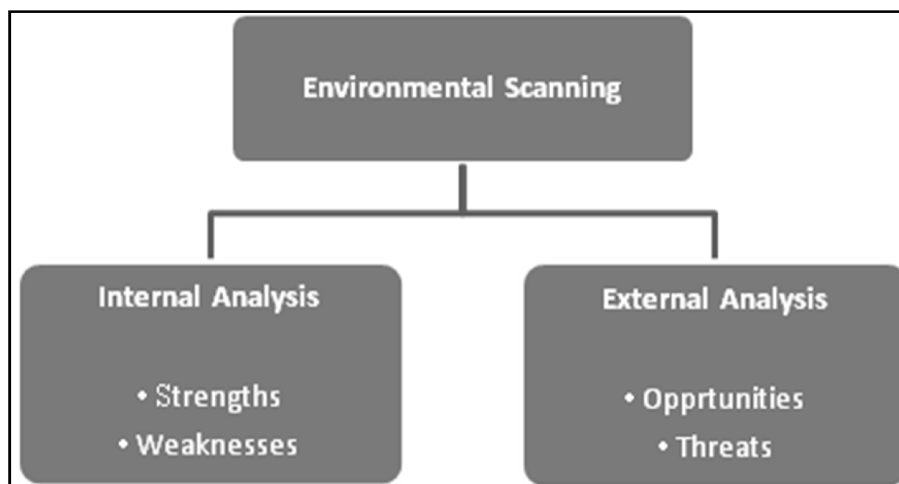 Environmental Scanning
Internal Analysis
• Strengths
• Weaknesses
External Analysis
• Opprtunities
• Threats